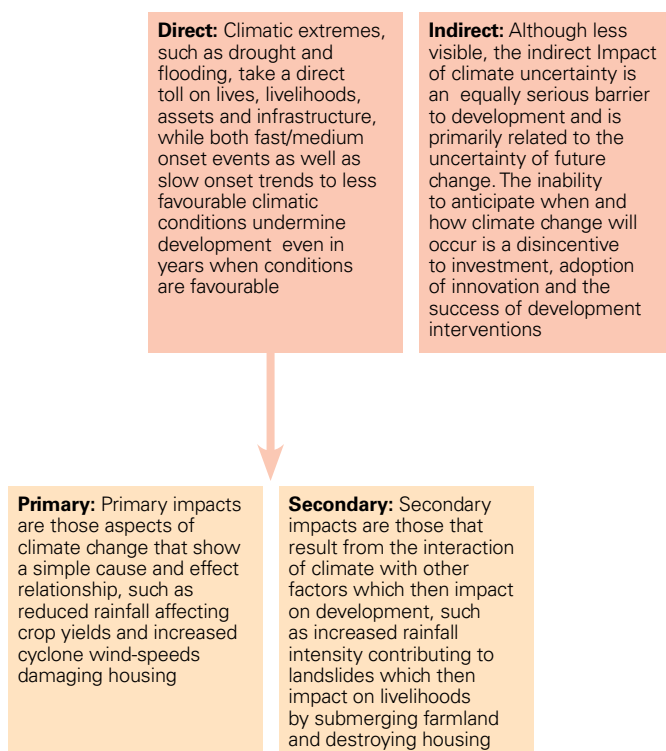 Direct: Climatic extremes,
such as drought and
flooding, take a direct
toll on lives, livelihoods,
assets and infrastructure,
while both fast/medium
onset events as well as
slow onset trends to less
favourable climatic
conditions undermine
development even in
years when conditions
are favourable
Indirect: Although less
visible, the indirect Impact
of climate uncertainty is
an equally serious barrier
to development and is
primarily related to the
uncertainty of future
change. The inability
to anticipate when and
how climate change will
occur is a disincentive
to investment, adoption
of innovation and the
success of development
interventions
Primary: Primary impacts
are those aspects of
climate change that show
a simple cause and effect
relationship, such as
reduced rainfall affecting
crop yields and increased
cyclone wind-speeds
damaging housing
Secondary: Secondary
impacts are those that
result from the interaction
of climate with other
factors which then impact
on development, such
as increased rainfall
intensity contributing to
landslides which then
impact on livelihoods
by submerging farmland
and destroying housing